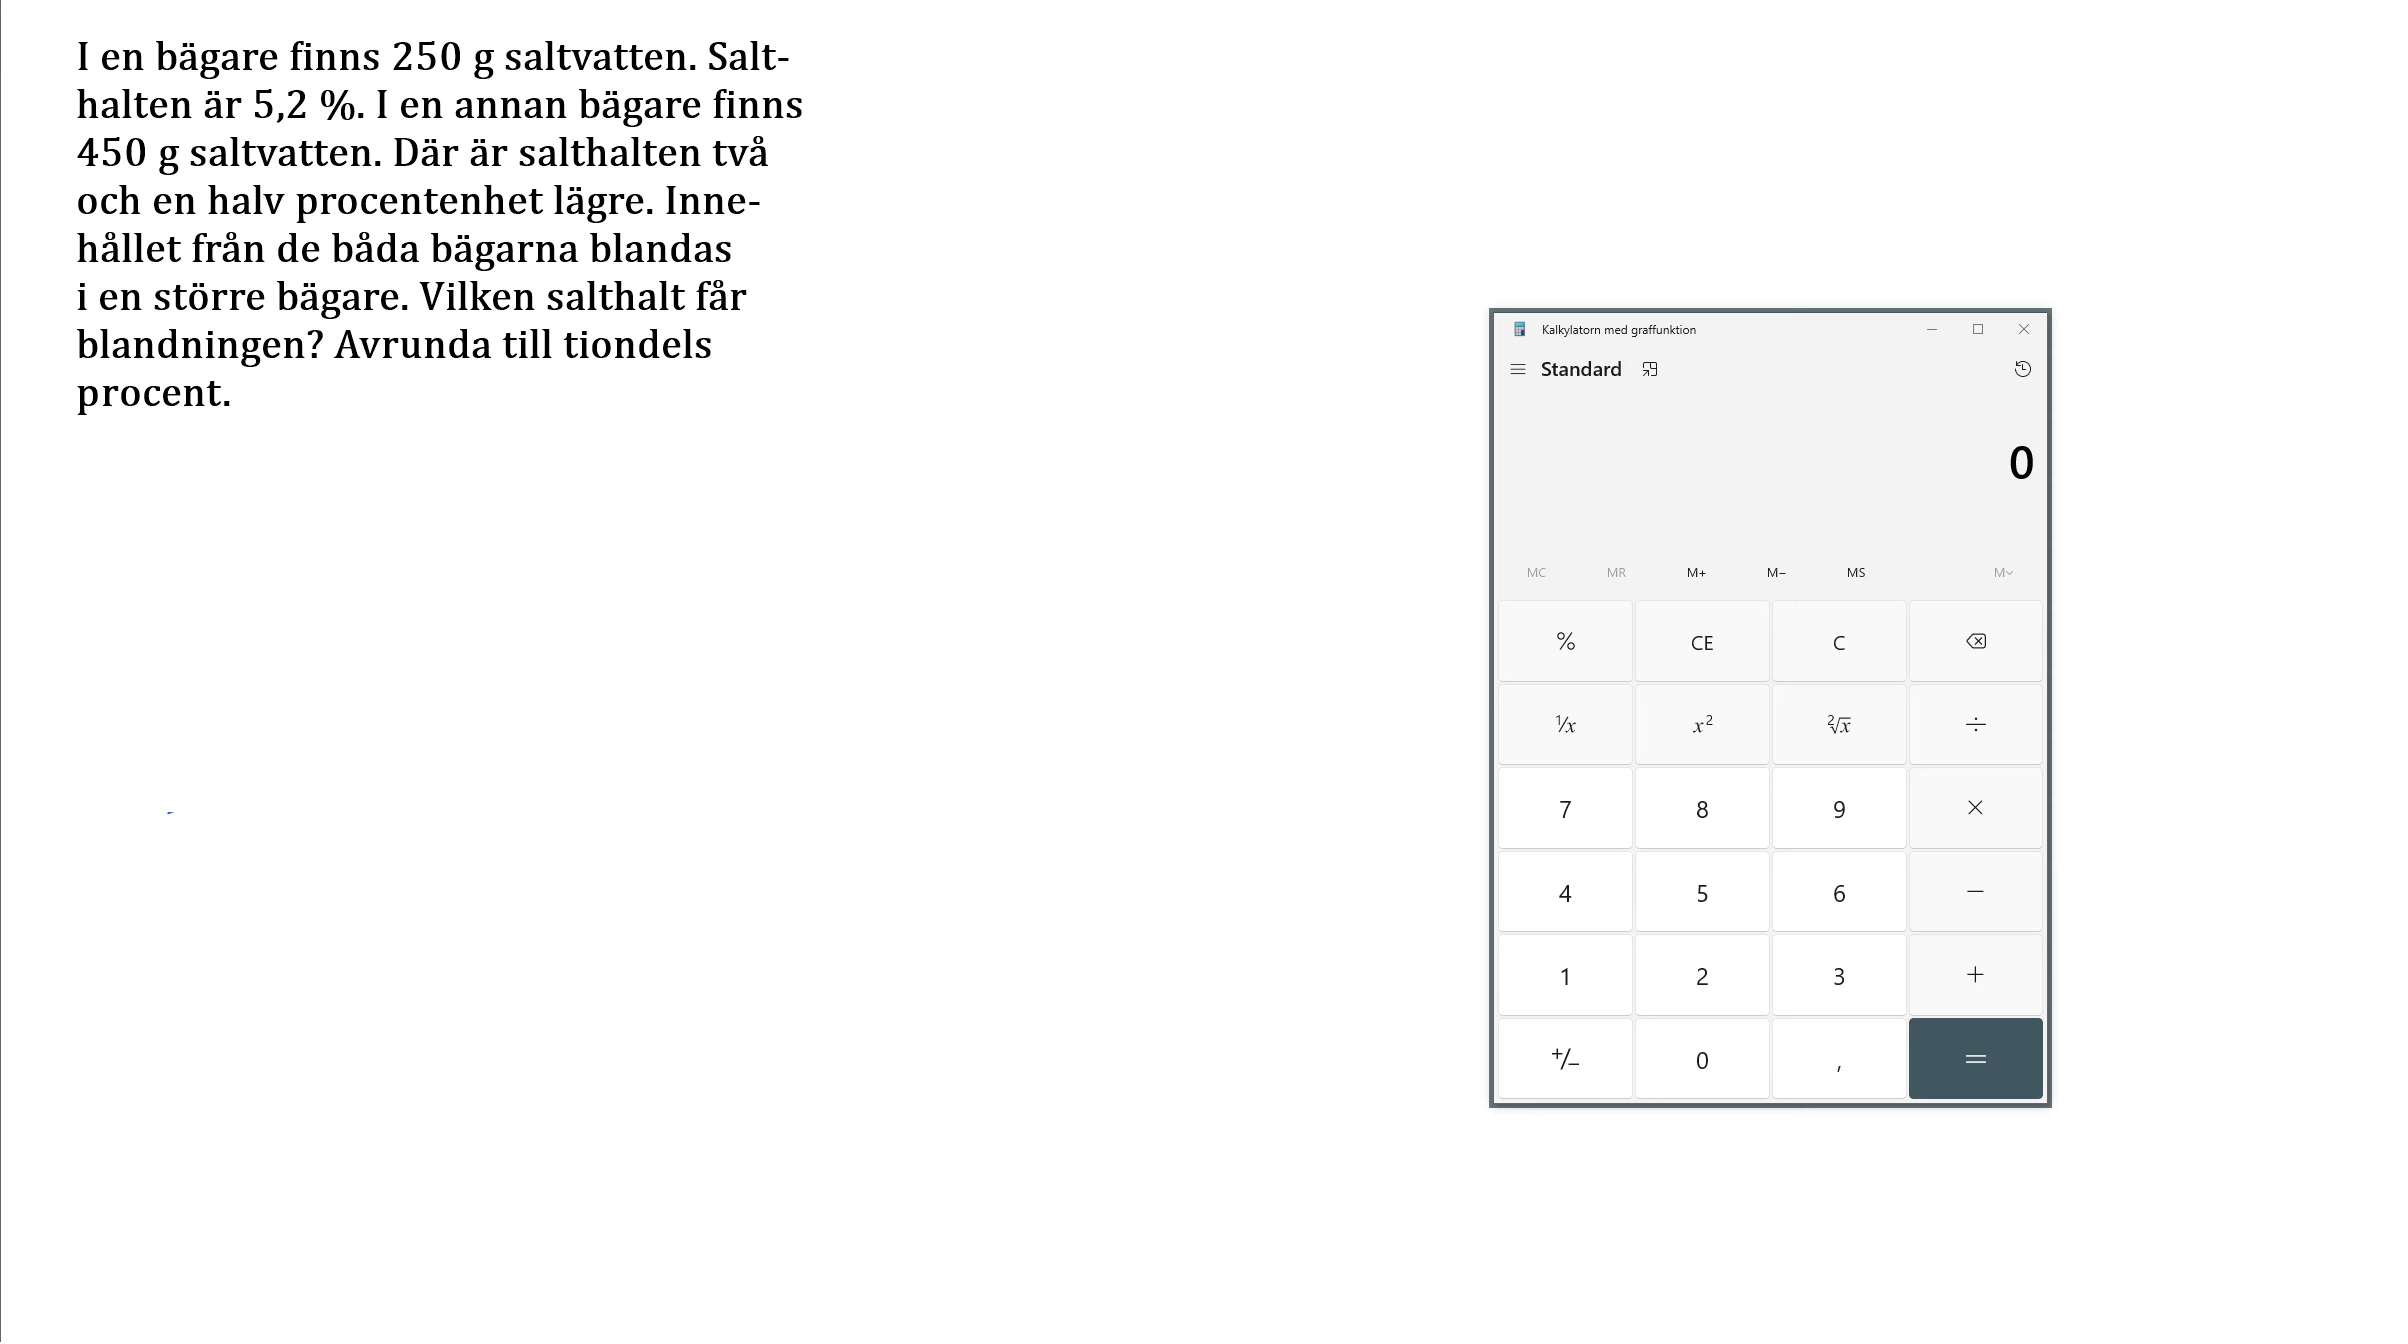 I en bägare finns 250 g saltvatten. Salt-
halten är 5,2 %. I en annan bägare finns
450 g saltvatten. Där är salthalten två
och en halv procentenhet lägre. Inne-
hållet från de båda bägarna blandas
i en större bägare. Vilken salthalt får
blandningen? Avrunda till tiondels
procent.
Kalkylatorn med graffunktion
Standard
0
MC MR M+ M− MS M
% CE C
¹/x x² ²√x ÷
7 8 9 ×
4 5 6 −
1 2 3 +
+/− 0 , =